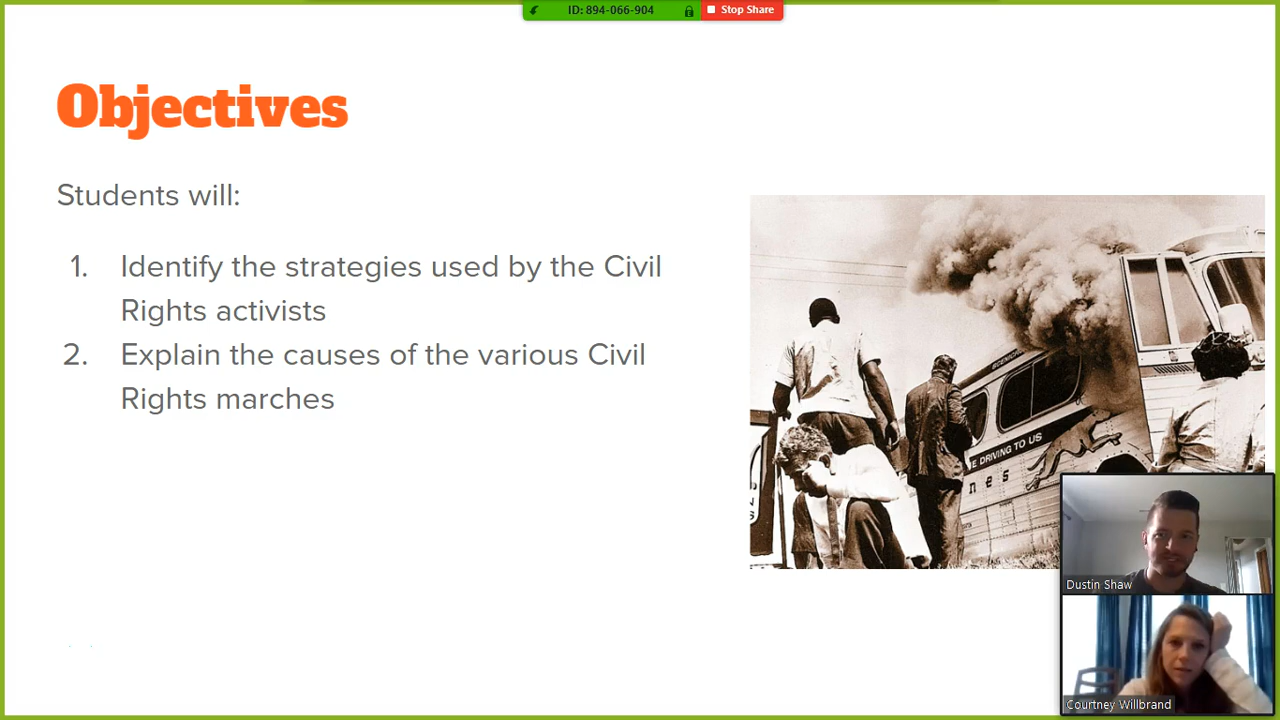 ID: 894-066-904
Stop Share
Objectives
Students will:
1. Identify the strategies used by the Civil
Rights activists
2. Explain the causes of the various Civil
Rights marches
E DRIVING TO US
nes
Dustin Shaw
Courtney Willbrand